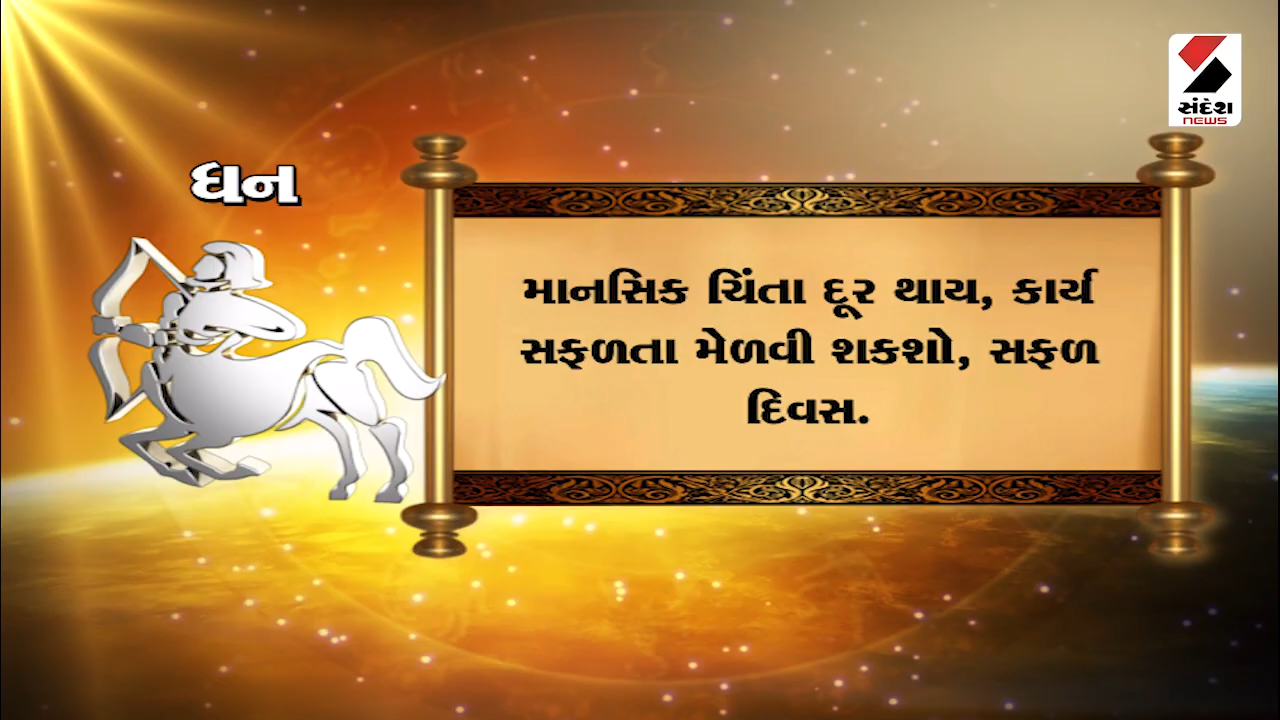 સંદેશ
NEWS
ધન
માનસિક ચિંતા દૂર થાય, કાર્ય
સફળતા મેળવી શકશો, સફળ
દિવસ.